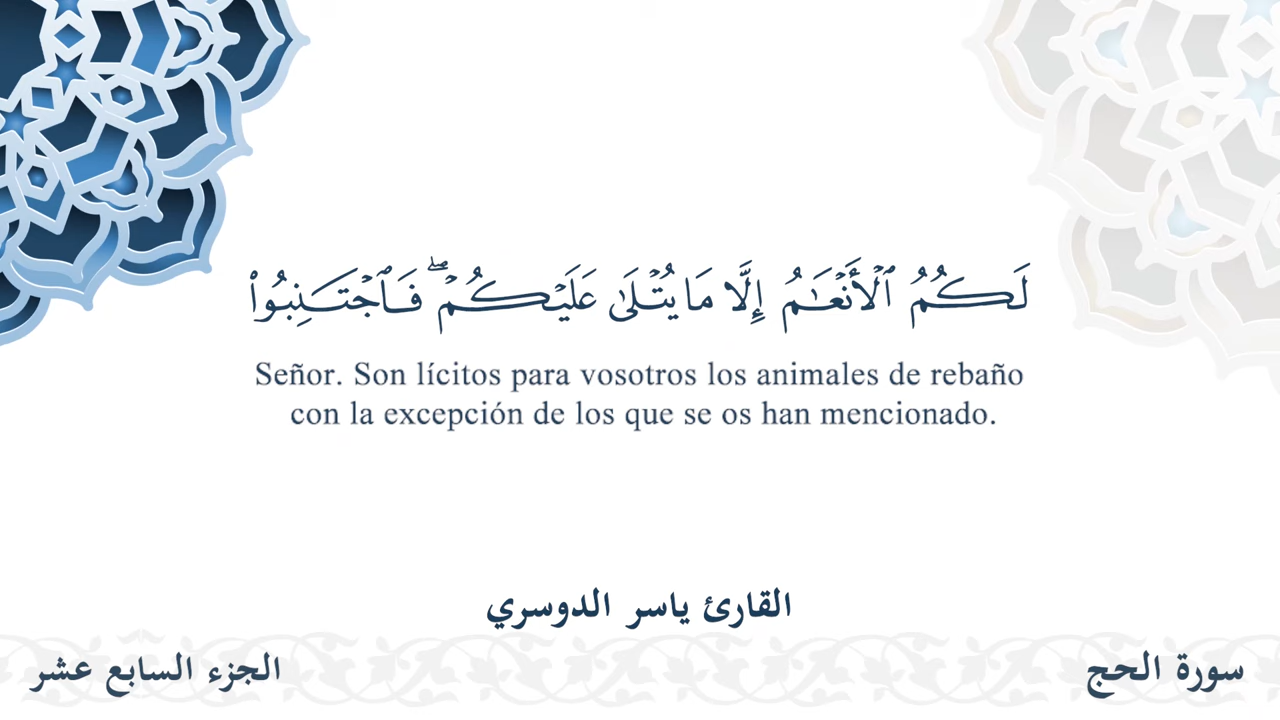 لَكُمُ ٱلْأَنْعَـٰمُ إِلَّا مَا يُتْلَىٰ عَلَيْكُمْ ۖ فَٱجْتَنِبُوا۟
Señor. Son lícitos para vosotros los animales de rebaño
con la excepción de los que se os han mencionado.
القارئ ياسر الدوسري
سورة الحج
الجزء السابع عشر